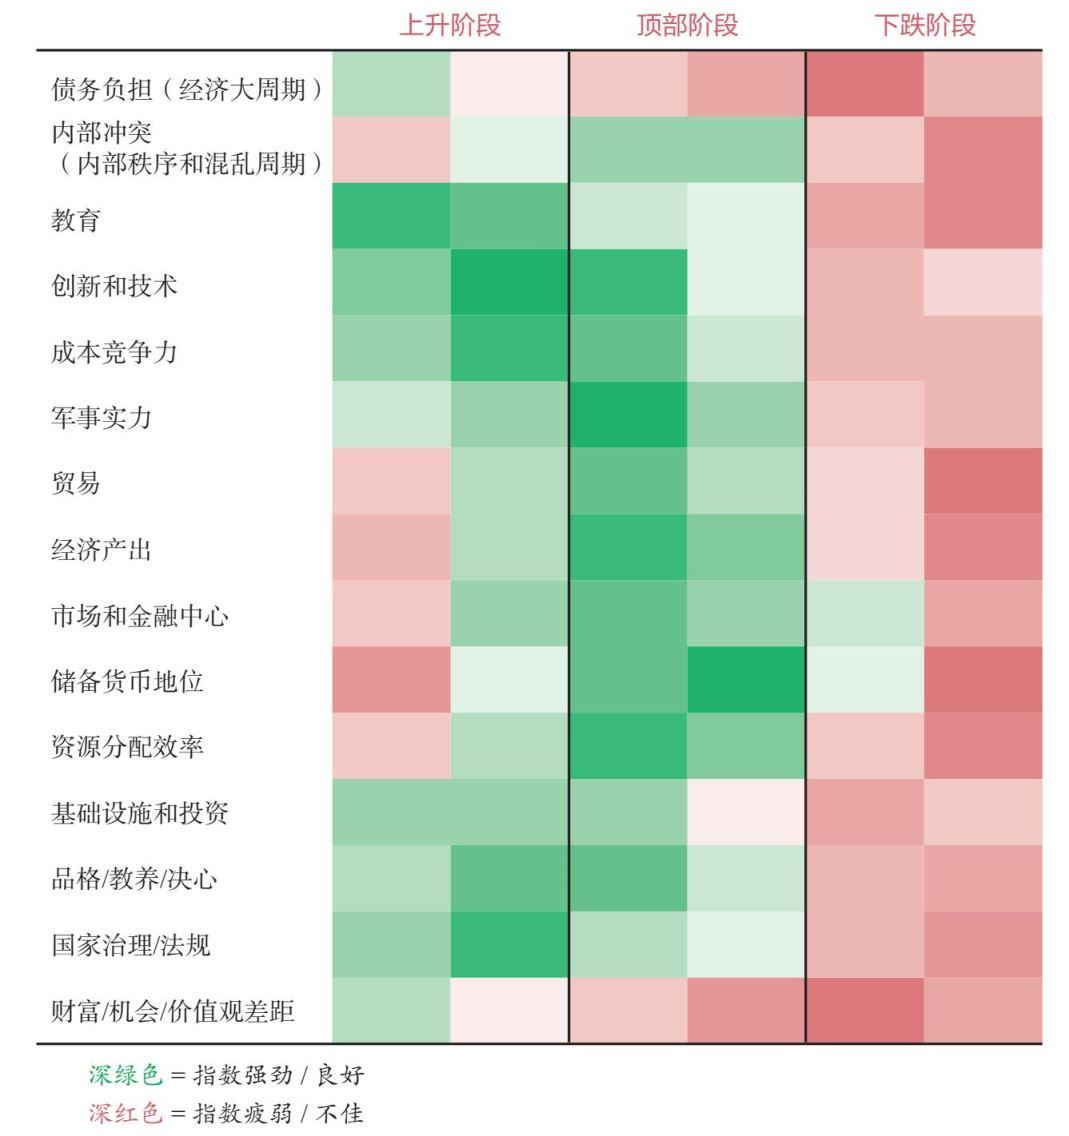 上升阶段 顶部阶段 下跌阶段
债务负担（经济大周期）
内部冲突
（内部秩序和混乱周期）
教育
创新和技术
成本竞争力
军事实力
贸易
经济产出
市场和金融中心
储备货币地位
资源分配效率
基础设施和投资
品格/教养/决心
国家治理/法规
财富/机会/价值观差距
深绿色 = 指数强劲 / 良好
深红色 = 指数疲弱 / 不佳